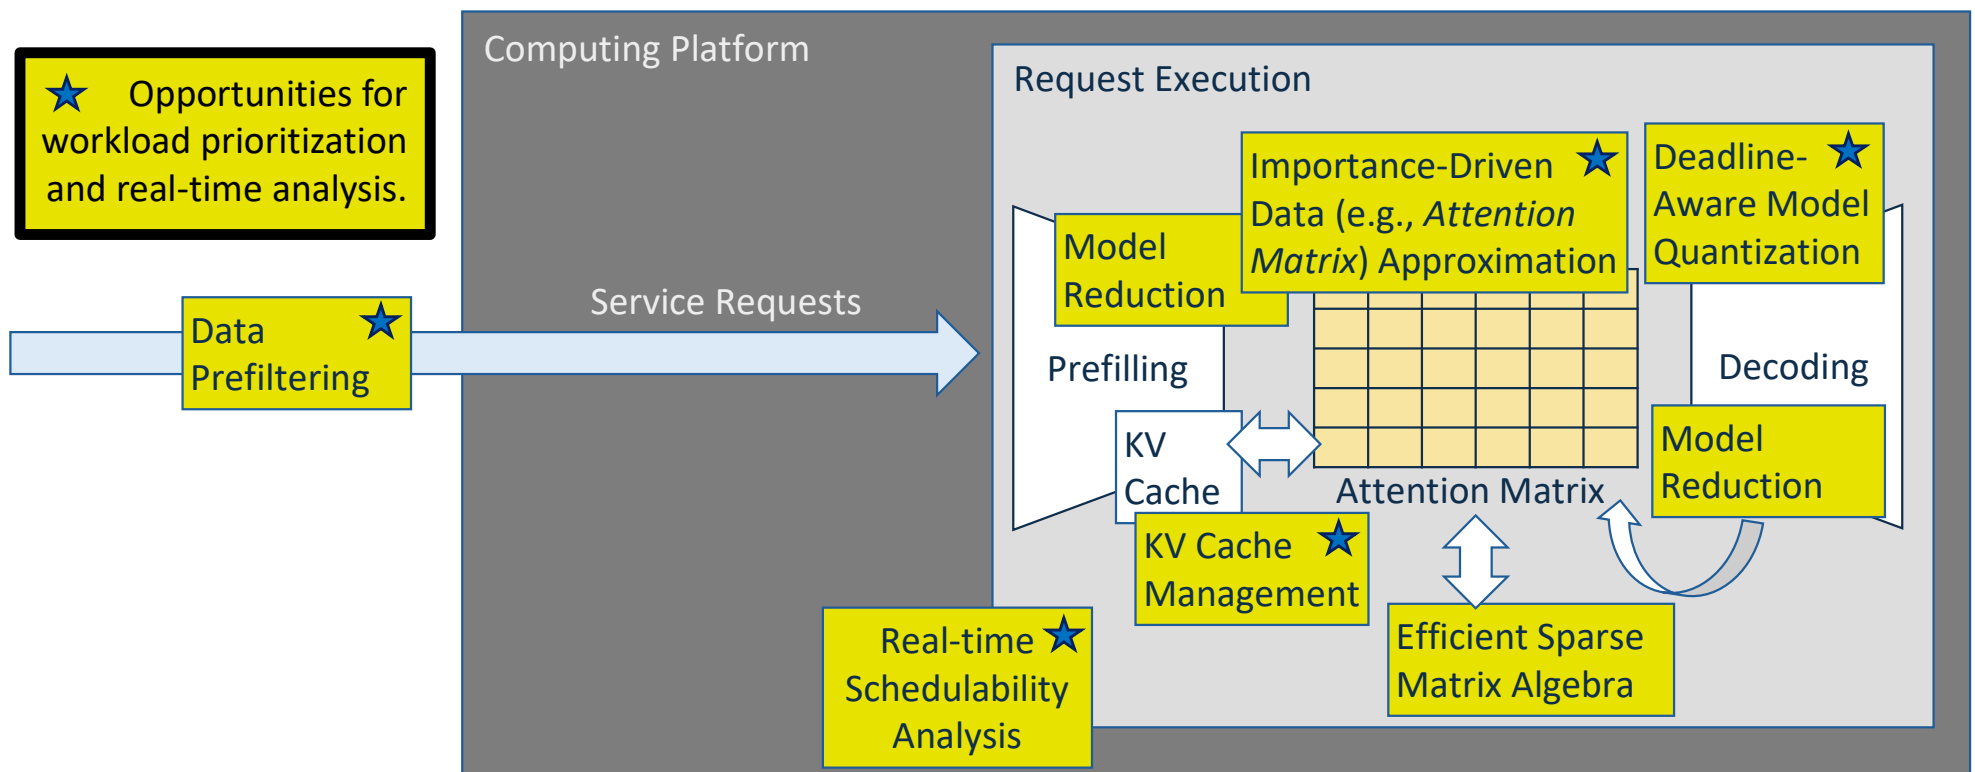 Opportunities for
workload prioritization
and real-time analysis.
Computing Platform
Request Execution
Service Requests
Data
Prefiltering
Model
Reduction
Importance-Driven
Data (e.g., Attention
Matrix) Approximation
Deadline-
Aware Model
Quantization
Prefilling
Decoding
KV
Cache
Attention Matrix
Model
Reduction
KV Cache
Management
Real-time
Schedulability
Analysis
Efficient Sparse
Matrix Algebra